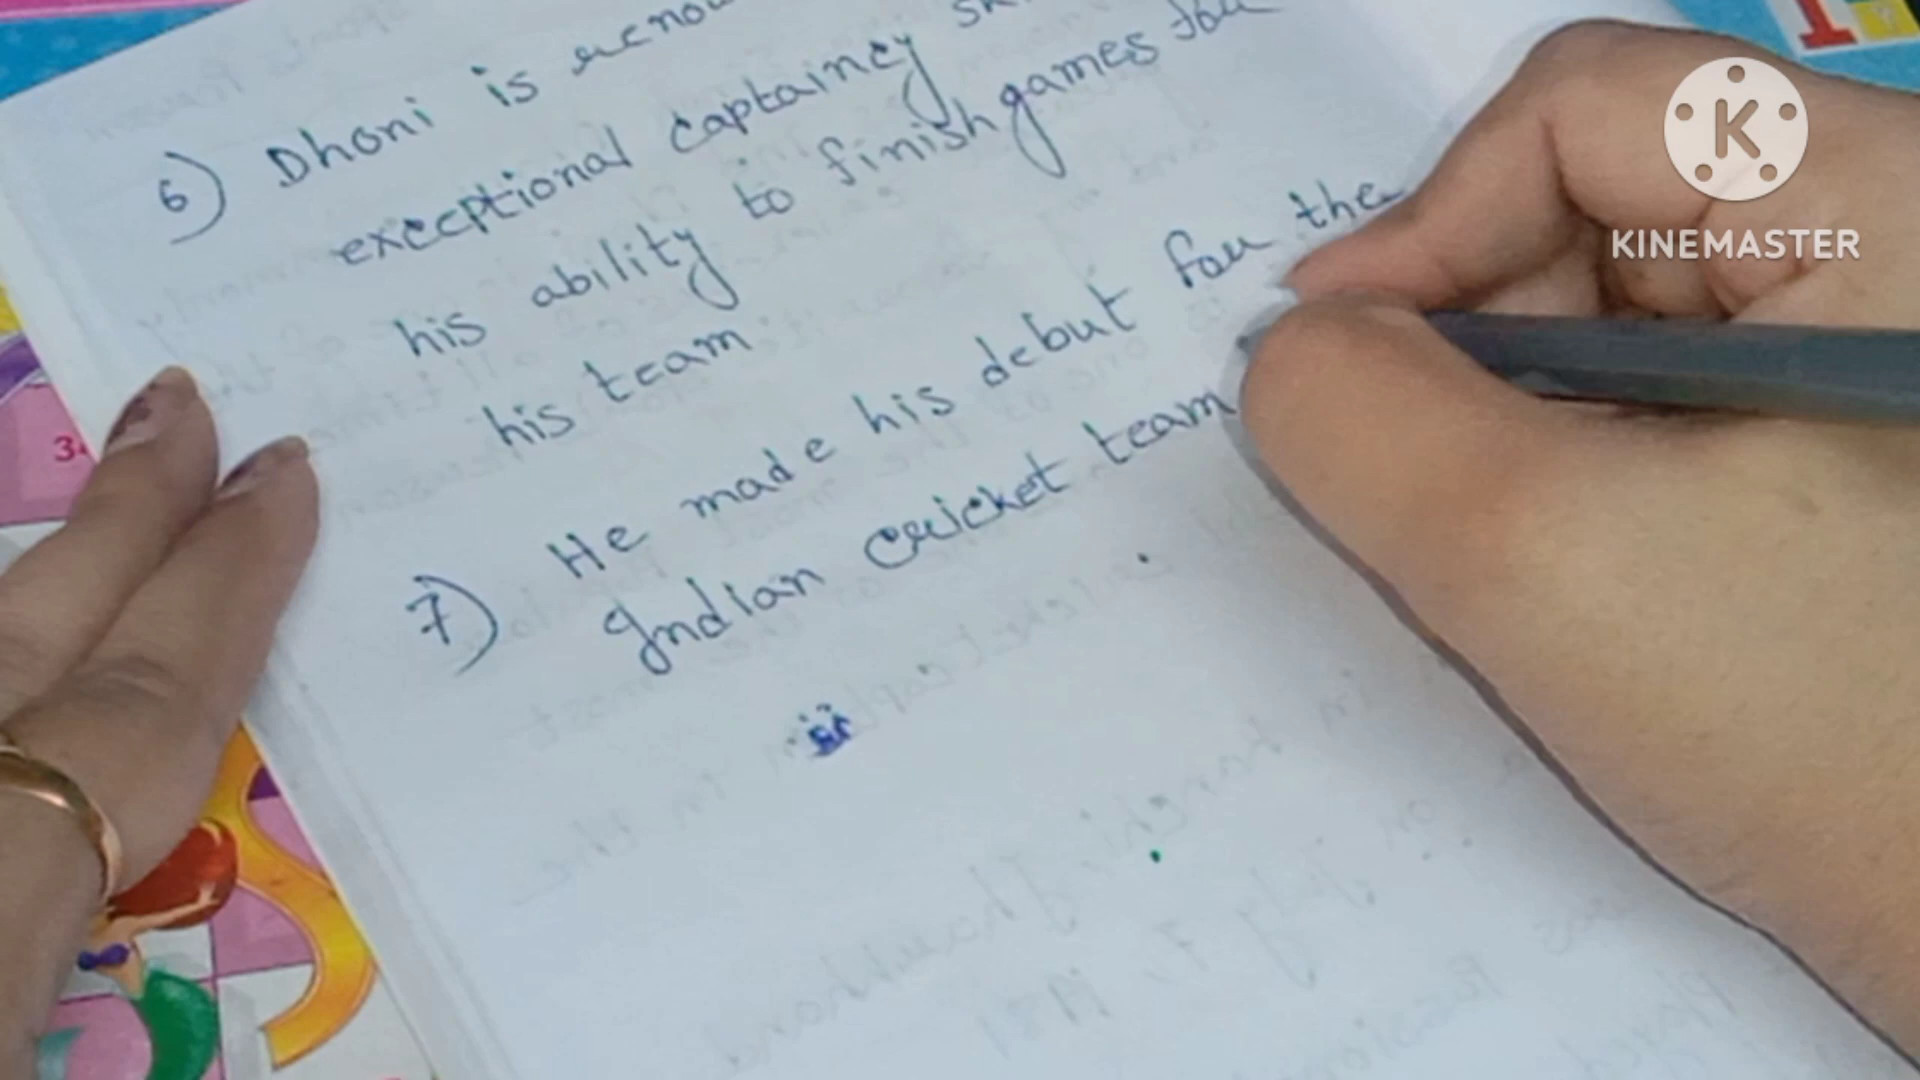 6) Dhoni is
exceptional captaincy
his ability to finish games for
his team
7) He made his debut for the
Indian cricket team
K
KINEMASTER